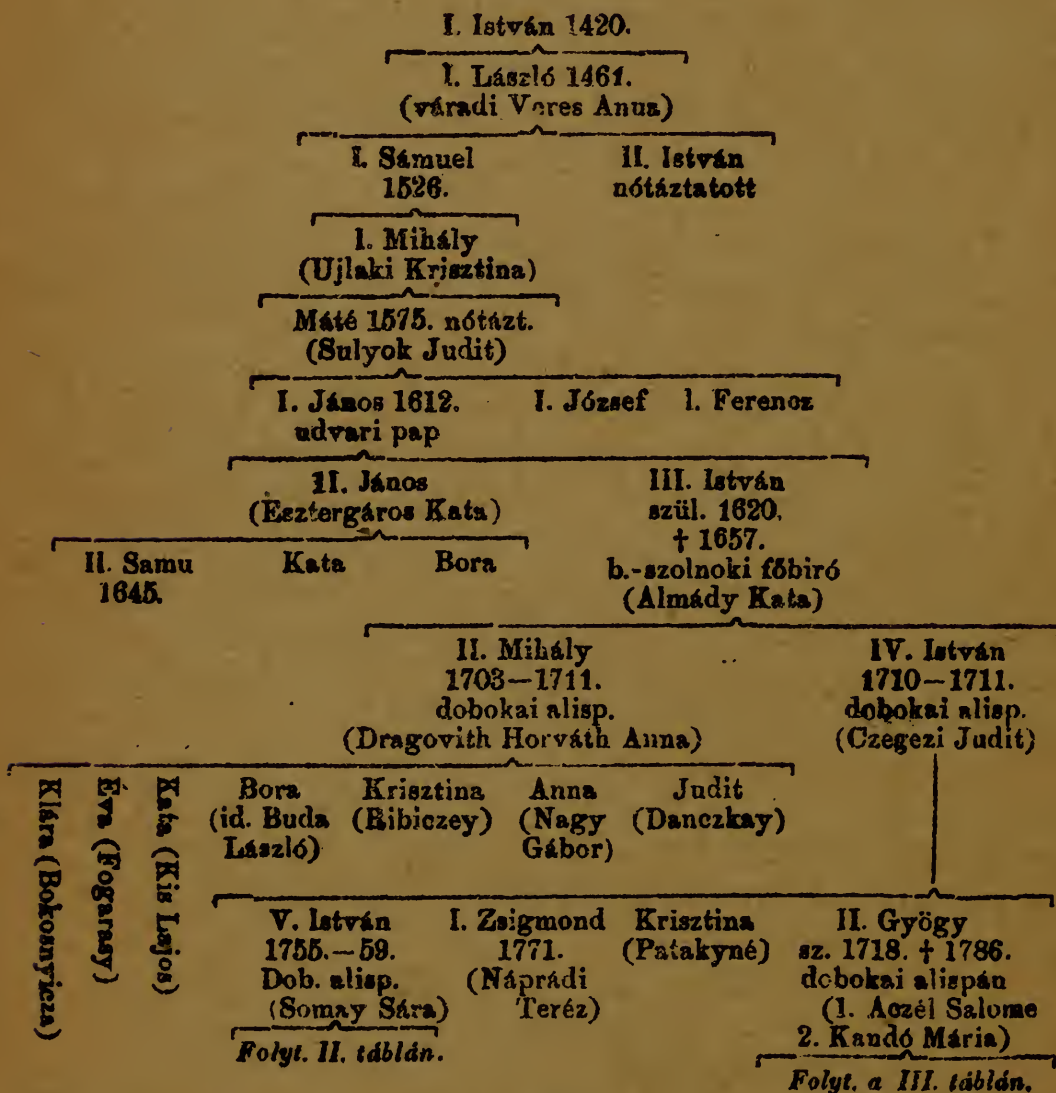 I. István 1420.
I. László 1461.
(váradi Veres Anna)
I. Sámuel
1526.
II. István
nótáztatott
I. Mihály
(Ujlaki Krisztina)
Máté 1575. nótázt.
(Sulyok Judit)
I. János 1612.
udvari pap
I. József
I. Ferencz
II. János
(Esztergáros Kata)
III. István
szül. 1620.
† 1657.
b.-szolnoki főbiró
(Almády Kata)
II. Samu
1645.
Kata
Bora
II. Mihály
1703—1711.
dobokai alisp.
(Dragovith Horváth Anna)
IV. István
1710—1711.
dobokai alisp.
(Czegezi Judit)
Klára (Bokosnyicza)
Éva (Fogarasy)
Kata (Kis Lajos)
Bora
(id. Buda
László)
Krisztina
(Ribiczey)
Anna
(Nagy
Gábor)
Judit
(Danczkay)
V. István
1755.—59.
Dob. alisp.
(Somay Sára)
Folyt. II. táblán.
I. Zsigmond
1771.
(Náprádi
Teréz)
Krisztina
(Patakyné)
II. Gyögy
sz. 1718. † 1786.
dobokai alispán
(1. Aczél Salome
2. Kandó Mária)
Folyt. a III. táblán.